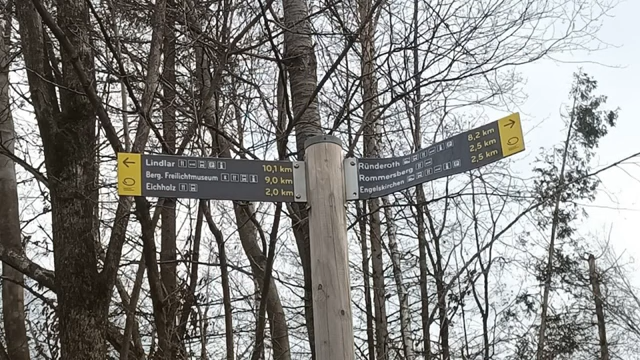 Lindlar 10,1 km
Berg. Freilichtmuseum 9,0 km
Eichholz 2,0 km
Ründeroth 8,2 km
Rommersberg 2,5 km
Engelskirchen 2,5 km